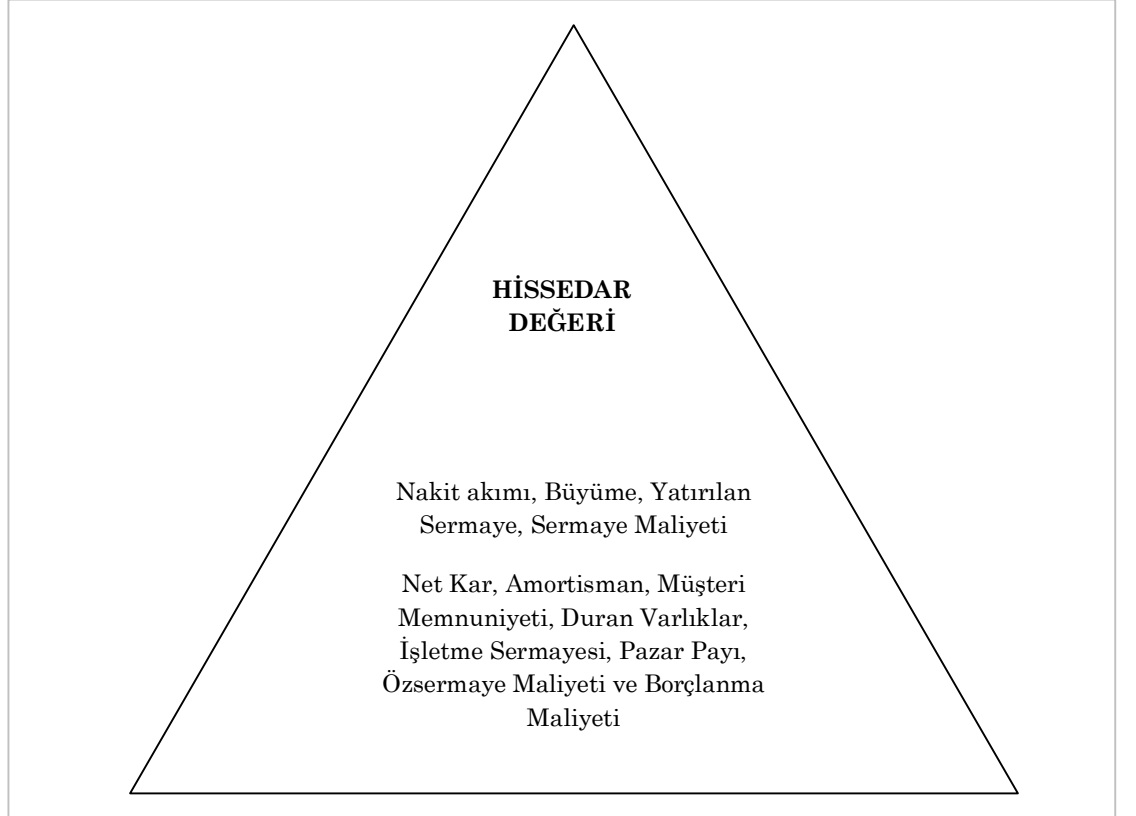 HİSSEDAR
DEĞERİ
Nakit akımı, Büyüme, Yatırılan
Sermaye, Sermaye Maliyeti
Net Kar, Amortisman, Müşteri
Memnuniyeti, Duran Varlıklar,
İşletme Sermayesi, Pazar Payı,
Özsermaye Maliyeti ve Borçlanma
Maliyeti